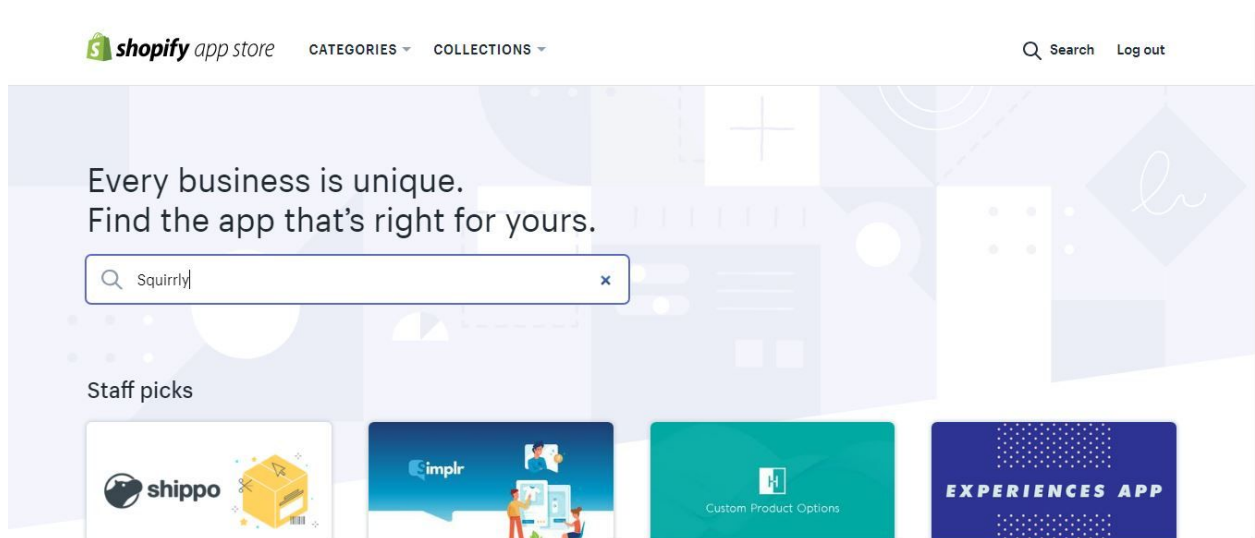 shopify app store CATEGORIES COLLECTIONS Search Log out
Every business is unique.
Find the app that's right for yours.
Squirrly
Staff picks
shippo
Simplr
H
Custom Product Options
EXPERIENCES APP